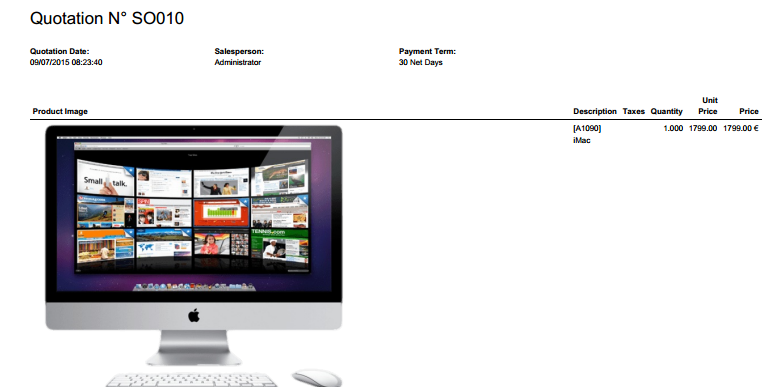 Quotation N° SO010
Quotation Date: Salesperson: Payment Term:
09/07/2015 08:23:40 Administrator 30 Net Days
Product Image Description Taxes Quantity Unit Price Price
[A1090] 1.000 1799.00 1799.00 €
iMac
Small talk.
TENNIS.com